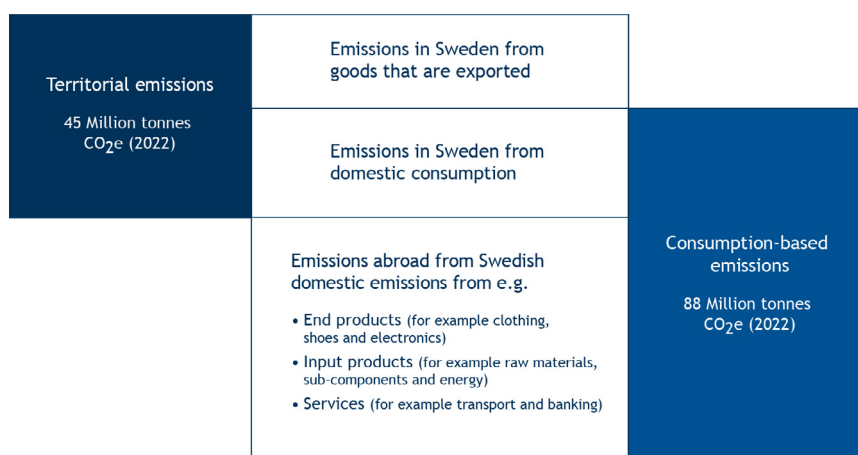 Territorial emissions
45 Million tonnes
CO2e (2022)
Emissions in Sweden from
goods that are exported
Emissions in Sweden from
domestic consumption
Emissions abroad from Swedish
domestic emissions from e.g.
• End products (for example clothing,
shoes and electronics)
• Input products (for example raw materials,
sub-components and energy)
• Services (for example transport and banking)
Consumption-based
emissions
88 Million tonnes
CO2e (2022)